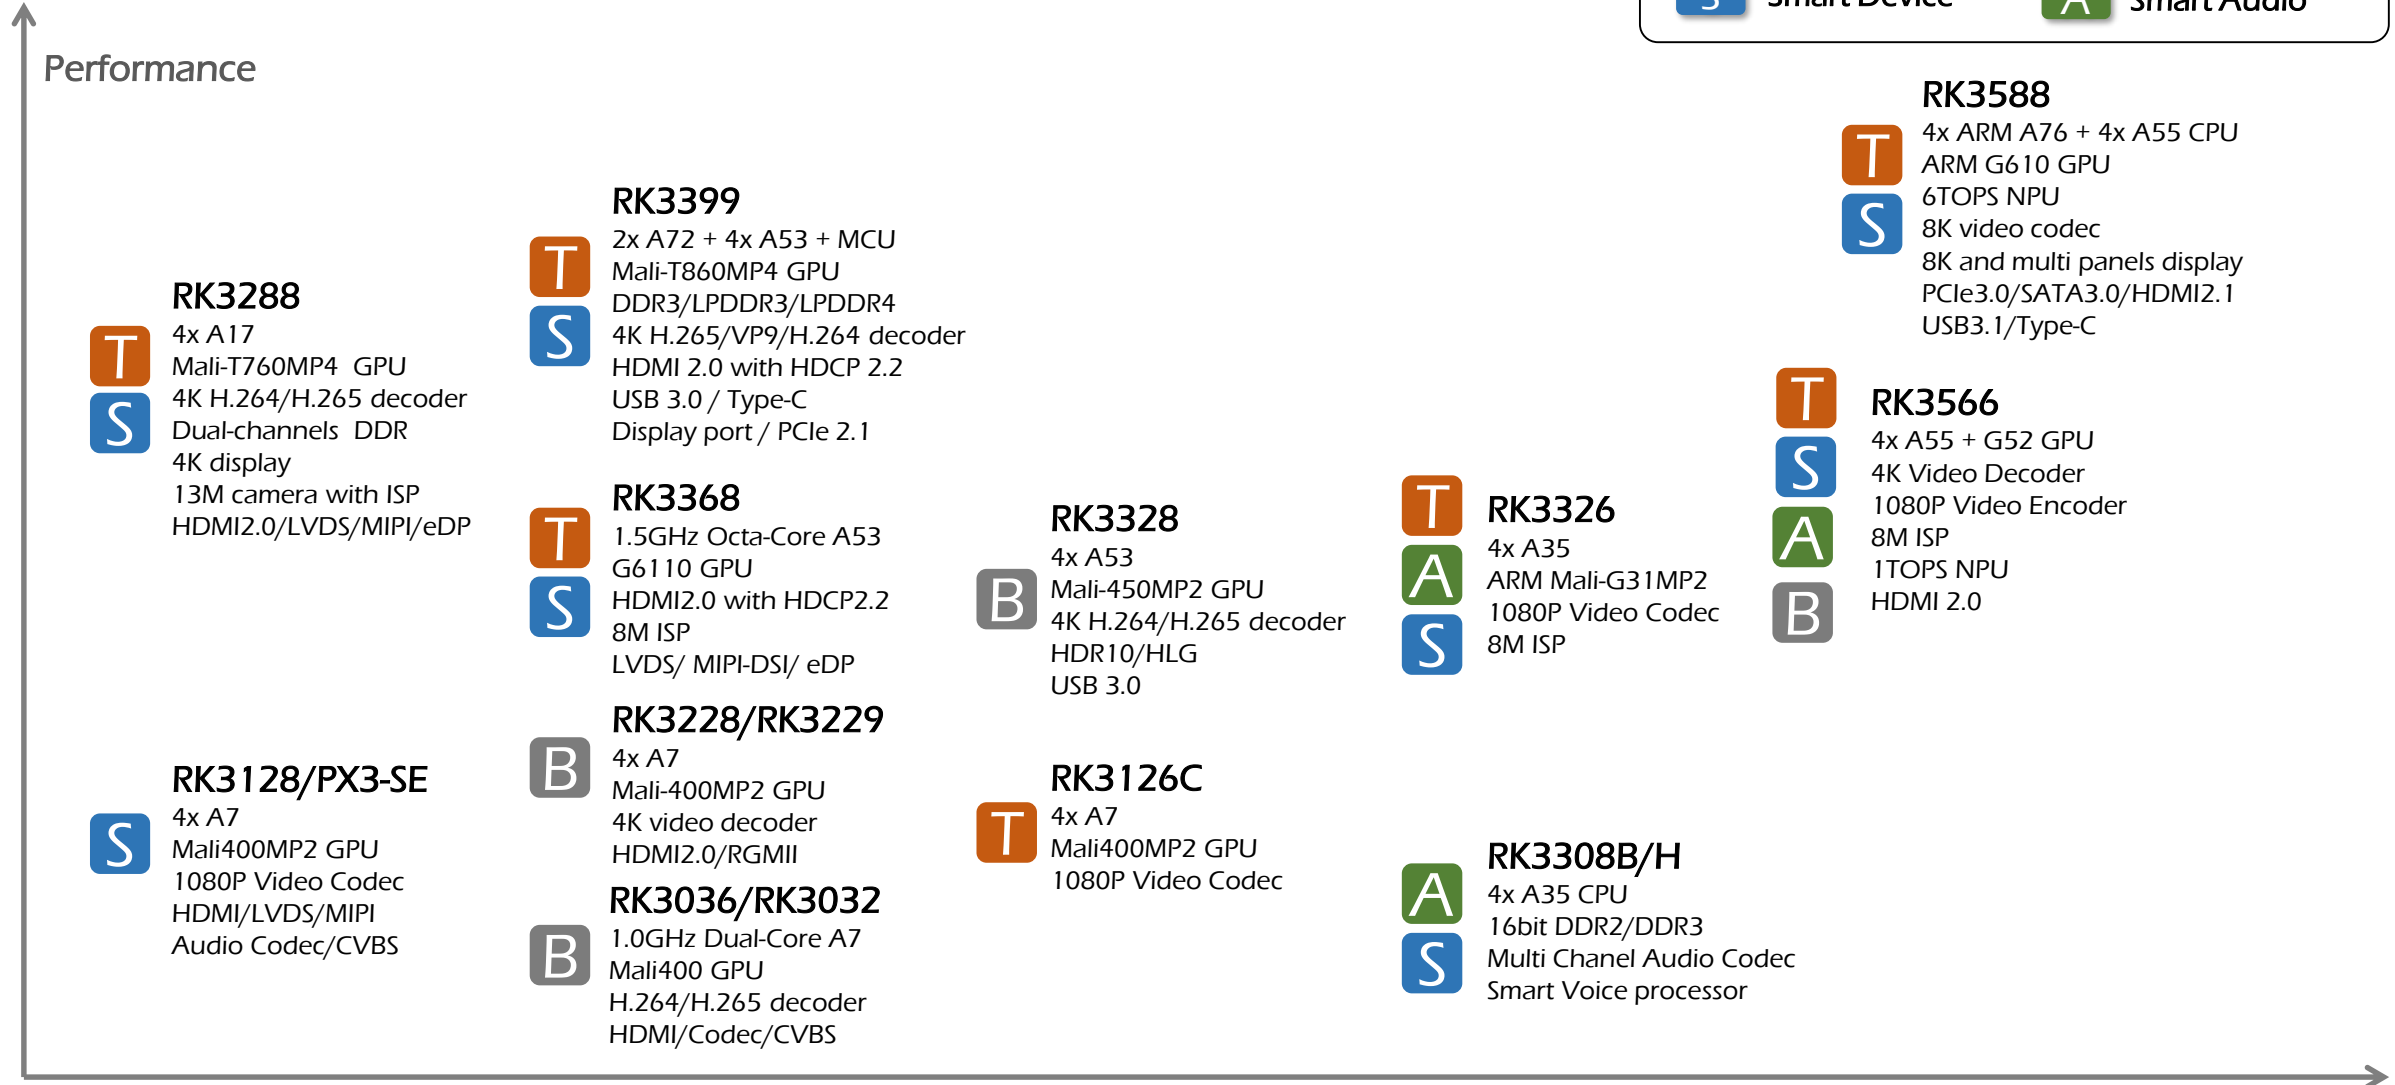 S Smart Device A Smart Audio
Performance
RK3588
T
S
4x ARM A76 + 4x A55 CPU
ARM G610 GPU
6TOPS NPU
8K video codec
8K and multi panels display
PCIe3.0/SATA3.0/HDMI2.1
USB3.1/Type-C
RK3399
T
S
2x A72 + 4x A53 + MCU
Mali-T860MP4 GPU
DDR3/LPDDR3/LPDDR4
4K H.265/VP9/H.264 decoder
HDMI 2.0 with HDCP 2.2
USB 3.0 / Type-C
Display port / PCIe 2.1
RK3288
T
S
4x A17
Mali-T760MP4 GPU
4K H.264/H.265 decoder
Dual-channels DDR
4K display
13M camera with ISP
HDMI2.0/LVDS/MIPI/eDP
RK3566
T
S
A
B
4x A55 + G52 GPU
4K Video Decoder
1080P Video Encoder
8M ISP
1TOPS NPU
HDMI 2.0
RK3368
T
S
1.5GHz Octa-Core A53
G6110 GPU
HDMI2.0 with HDCP2.2
8M ISP
LVDS/ MIPI-DSI/ eDP
RK3328
B
4x A53
Mali-450MP2 GPU
4K H.264/H.265 decoder
HDR10/HLG
USB 3.0
RK3326
T
A
S
4x A35
ARM Mali-G31MP2
1080P Video Codec
8M ISP
RK3228/RK3229
B
4x A7
Mali-400MP2 GPU
4K video decoder
HDMI2.0/RGMII
RK3128/PX3-SE
S
4x A7
Mali400MP2 GPU
1080P Video Codec
HDMI/LVDS/MIPI
Audio Codec/CVBS
RK3126C
T
4x A7
Mali400MP2 GPU
1080P Video Codec
RK3036/RK3032
B
1.0GHz Dual-Core A7
Mali400 GPU
H.264/H.265 decoder
HDMI/Codec/CVBS
RK3308B/H
A
S
4x A35 CPU
16bit DDR2/DDR3
Multi Chanel Audio Codec
Smart Voice processor